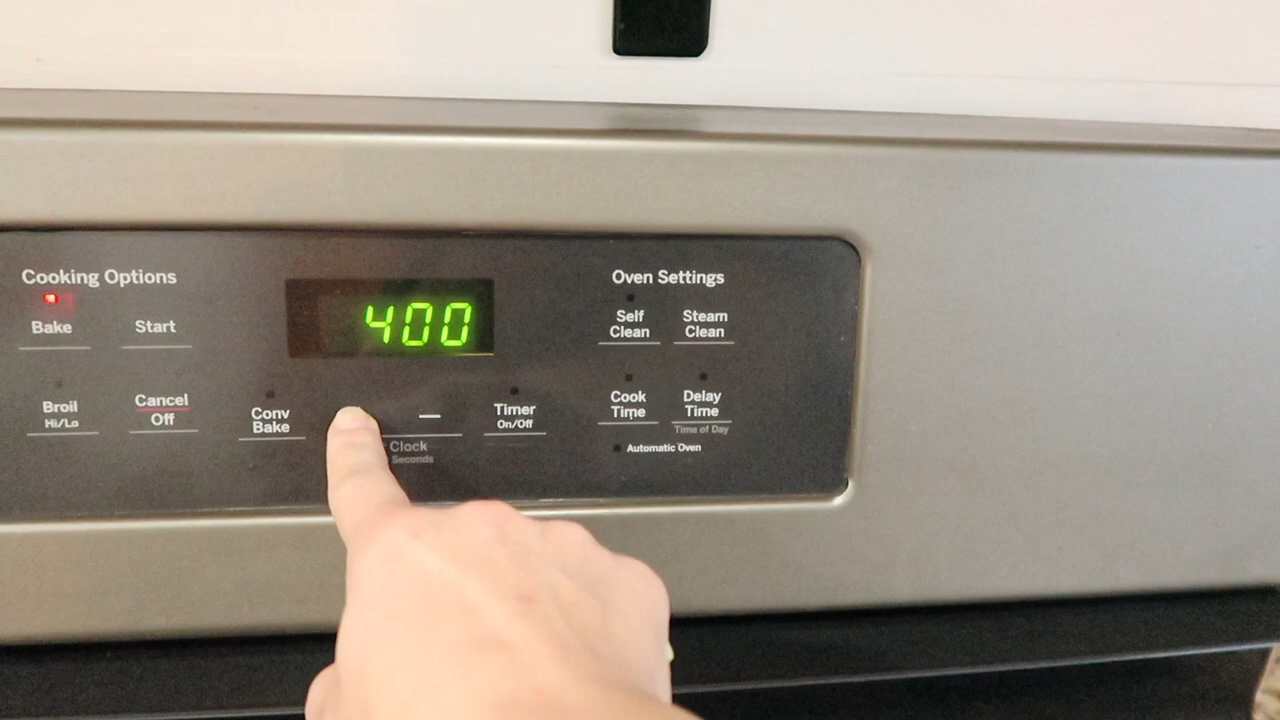 Cooking Options
Bake
Start
Broil
Hi/Lo
Cancel
Off
400
Conv
Bake
—
Clock
Seconds
Timer
On/Off
Oven Settings
Self
Clean
Steam
Clean
Cook
Time
Delay
Time
Time of Day
Automatic Oven